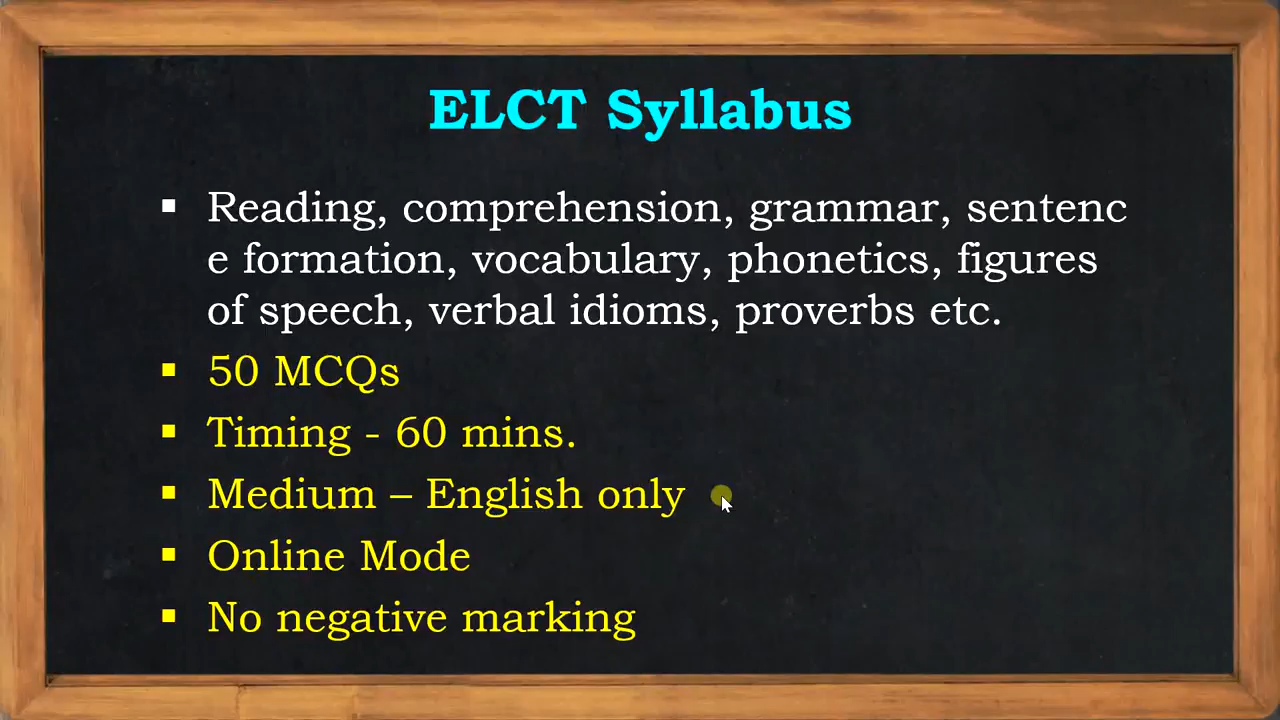 ELCT Syllabus
▪ Reading, comprehension, grammar, sentenc
e formation, vocabulary, phonetics, figures
of speech, verbal idioms, proverbs etc.
▪ 50 MCQs
▪ Timing - 60 mins.
▪ Medium – English only
▪ Online Mode
▪ No negative marking